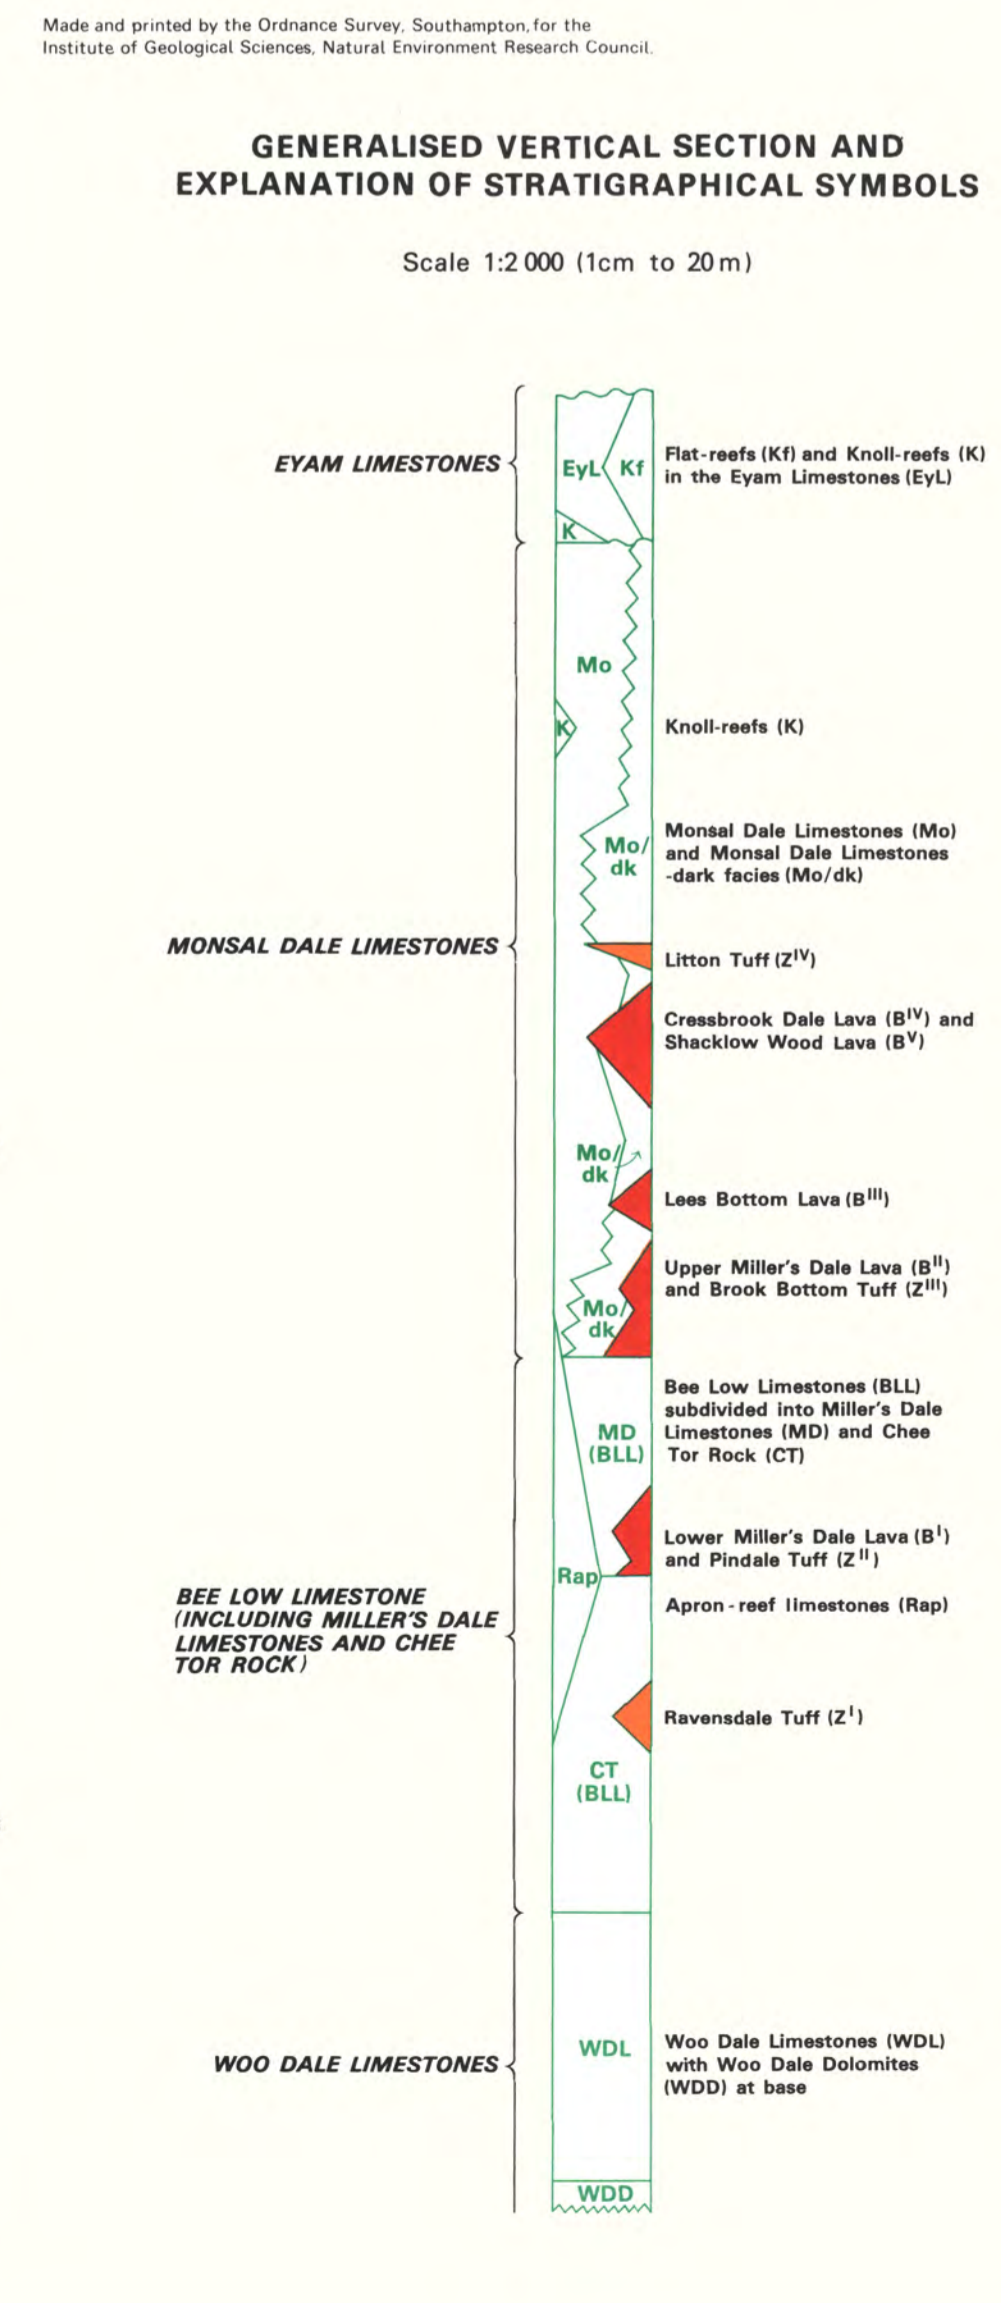 Made and printed by the Ordnance Survey, Southampton, for the
Institute of Geological Sciences, Natural Environment Research Council.
GENERALISED VERTICAL SECTION AND
EXPLANATION OF STRATIGRAPHICAL SYMBOLS
Scale 1:2 000 (1cm to 20 m)
EYAM LIMESTONES
EyL
Kf
K
Flat-reefs (Kf) and Knoll-reefs (K)
in the Eyam Limestones (EyL)
Mo
K
Knoll-reefs (K)
Mo/
dk
Monsal Dale Limestones (Mo)
and Monsal Dale Limestones
-dark facies (Mo/dk)
MONSAL DALE LIMESTONES
Litton Tuff (Z^IV)
Cressbrook Dale Lava (B^IV) and
Shacklow Wood Lava (B^V)
Mo/
dk
Lees Bottom Lava (B^III)
Upper Miller's Dale Lava (B^II)
and Brook Bottom Tuff (Z^III)
Mo/
dk
Bee Low Limestones (BLL)
subdivided into Miller's Dale
Limestones (MD) and Chee
Tor Rock (CT)
MD
(BLL)
Lower Miller's Dale Lava (B^I)
and Pindale Tuff (Z^II)
Rap
Apron-reef limestones (Rap)
BEE LOW LIMESTONE
(INCLUDING MILLER'S DALE
LIMESTONES AND CHEE
TOR ROCK)
Ravensdale Tuff (Z^I)
CT
(BLL)
WOO DALE LIMESTONES
WDL
Woo Dale Limestones (WDL)
with Woo Dale Dolomites
(WDD) at base
WDD